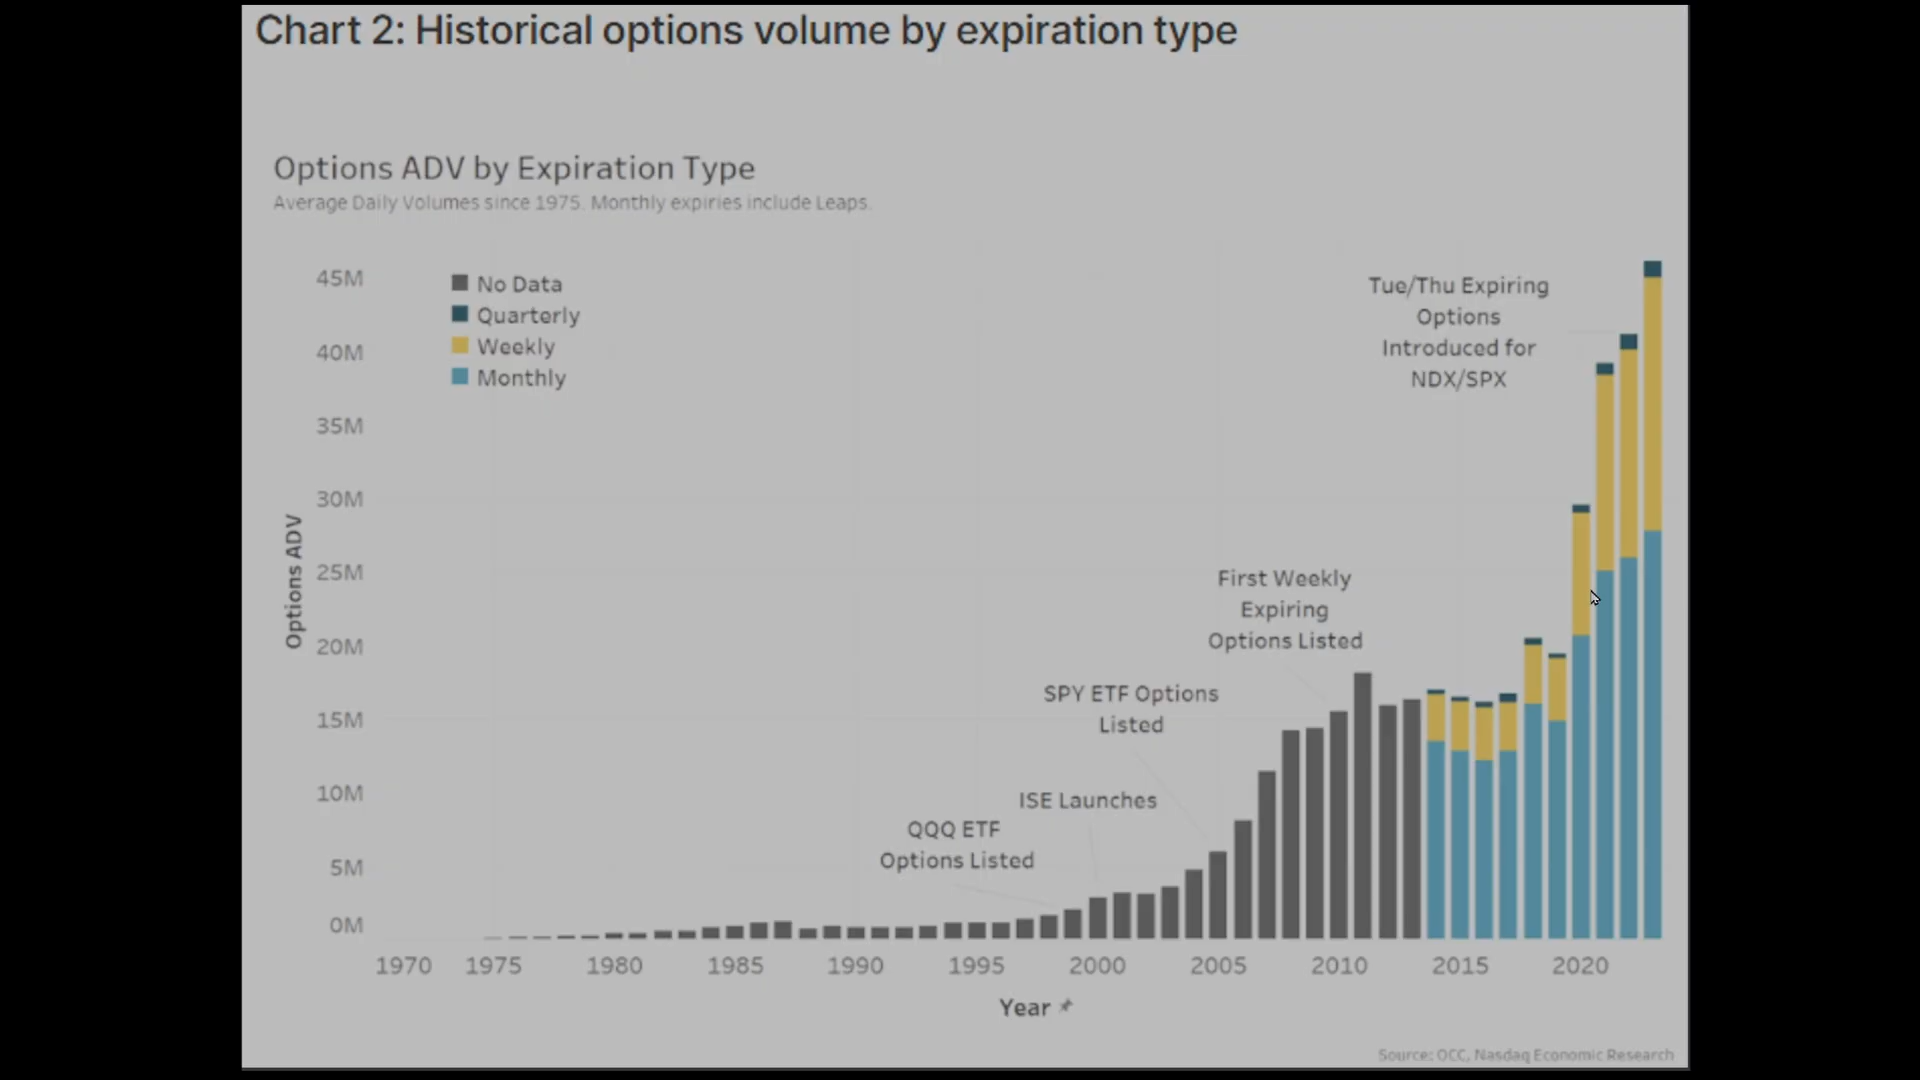 Chart 2: Historical options volume by expiration type
Options ADV by Expiration Type
Average Daily Volumes since 1975. Monthly expiries include Leaps.
45M
40M
35M
30M
25M
20M
15M
10M
5M
0M
Options ADV
No Data
Quarterly
Weekly
Monthly
Tue/Thu Expiring
Options
Introduced for
NDX/SPX
First Weekly
Expiring
Options Listed
SPY ETF Options
Listed
ISE Launches
QQQ ETF
Options Listed
1970 1975 1980 1985 1990 1995 2000 2005 2010 2015 2020
Year
Source: OCC, Nasdaq Economic Research